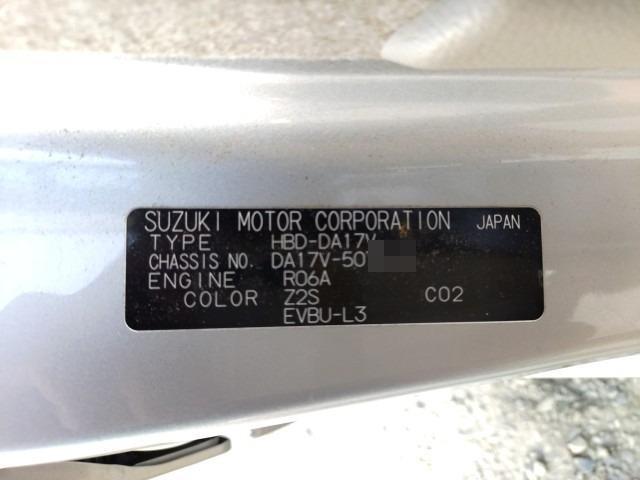 SUZUKI MOTOR CORPORATION JAPAN
TYPE HBD-DA17V
CHASSIS NO. DA17V-50
ENGINE R06A
COLOR Z2S C02
EVBU-L3